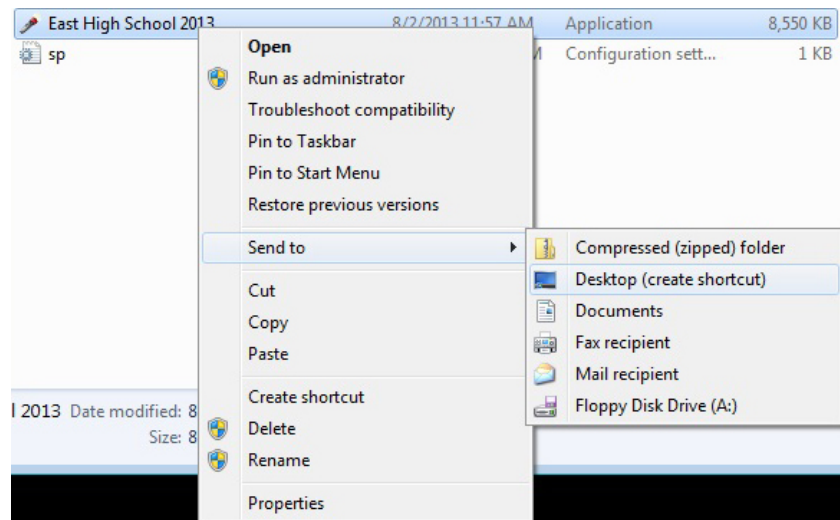 East High School 2013 8/2/2013 11:57 AM Application 8,550 KB
sp M Configuration sett... 1 KB
Open
Run as administrator
Troubleshoot compatibility
Pin to Taskbar
Pin to Start Menu
Restore previous versions
Send to
Compressed (zipped) folder
Desktop (create shortcut)
Documents
Fax recipient
Mail recipient
Floppy Disk Drive (A:)
Cut
Copy
Paste
Create shortcut
Delete
Rename
Properties
l 2013 Date modified: 8
Size: 8